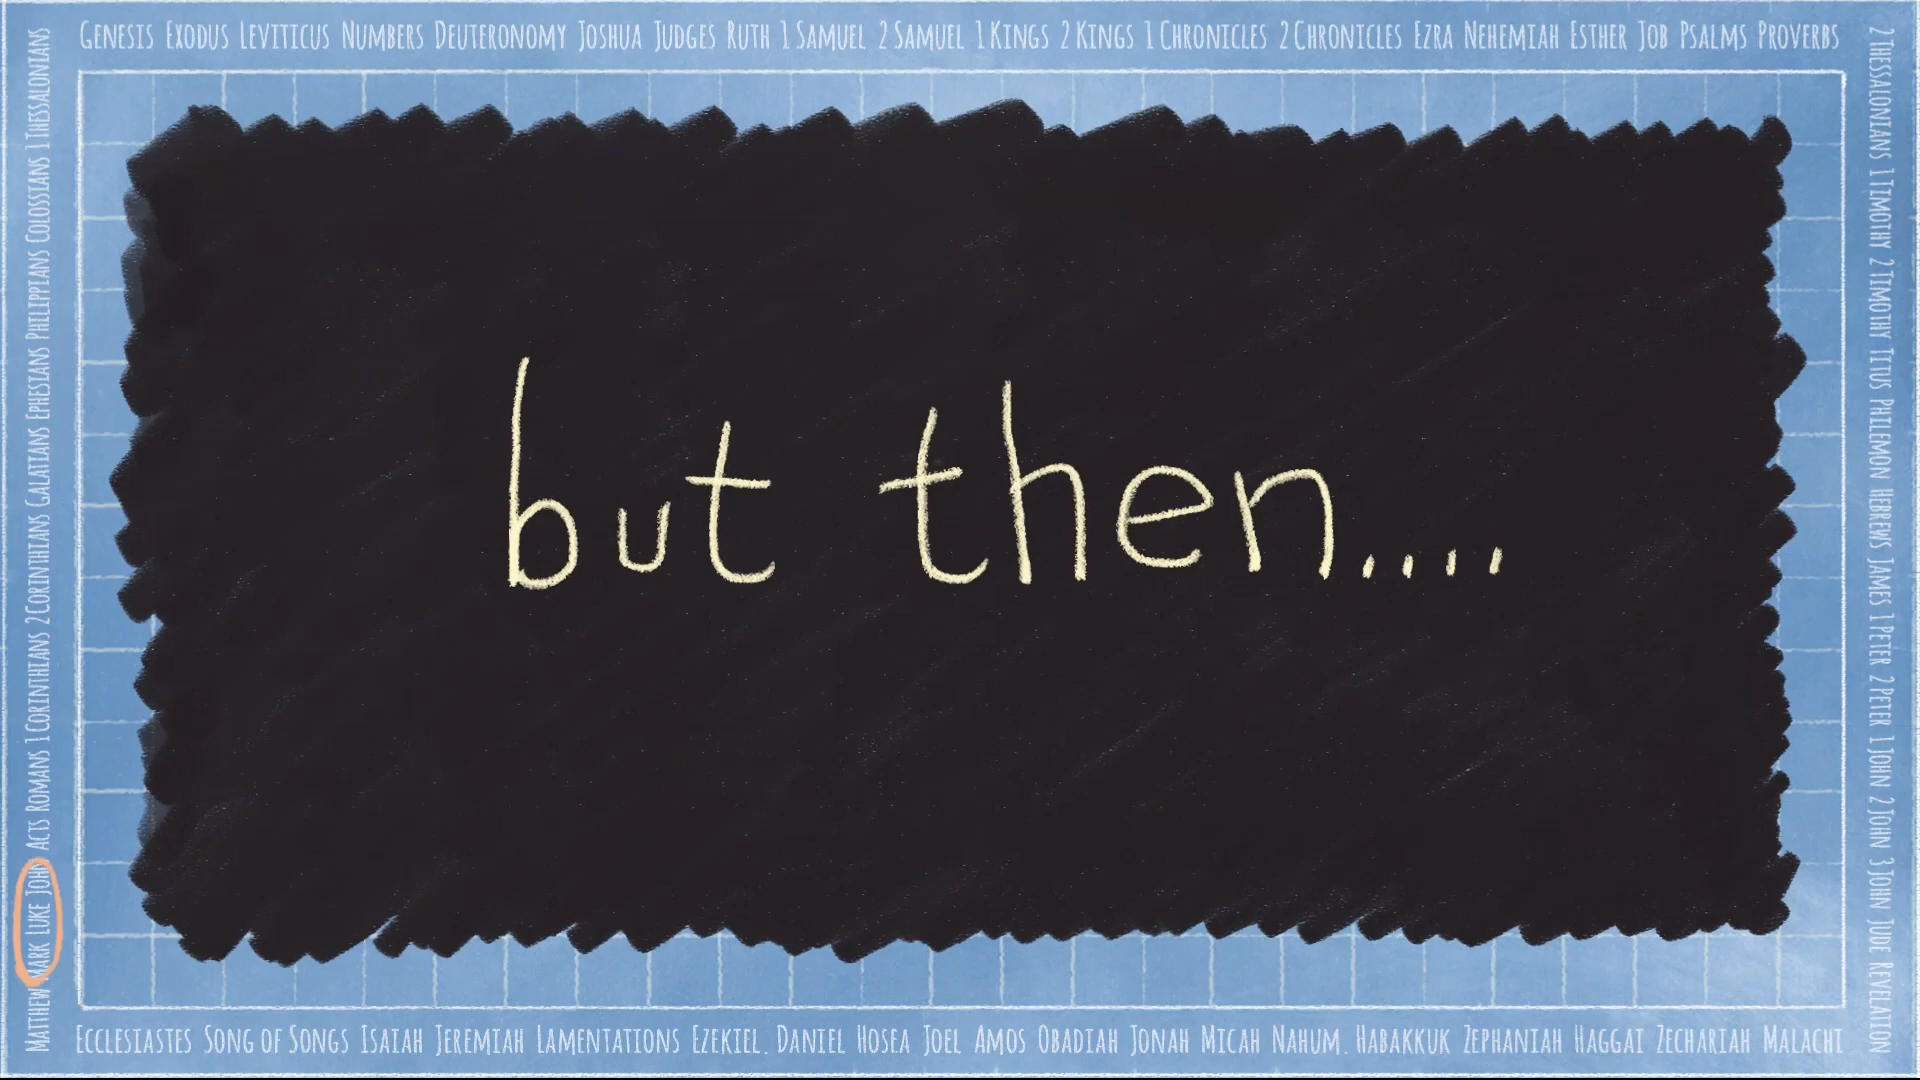 Genesis Exodus Leviticus Numbers Deuteronomy Joshua Judges Ruth 1 Samuel 2 Samuel 1 Kings 2 Kings 1 Chronicles 2 Chronicles Ezra Nehemiah Esther Job Psalms Proverbs
but then....
Ecclesiastes Song of Songs Isaiah Jeremiah Lamentations Ezekiel. Daniel Hosea Joel Amos Obadiah Jonah Micah Nahum. Habakkuk Zephaniah Haggai Zechariah Malachi
Matthew Mark Luke John Acts Romans 1 Corinthians 2 Corinthians Galatians Ephesians Philippians Colossians 1 Thessalonians
2 Thessalonians 1 Timothy 2 Timothy Titus Philemon Hebrews James 1 Peter 2 Peter 1 John 2 John 3 John Jude Revelation